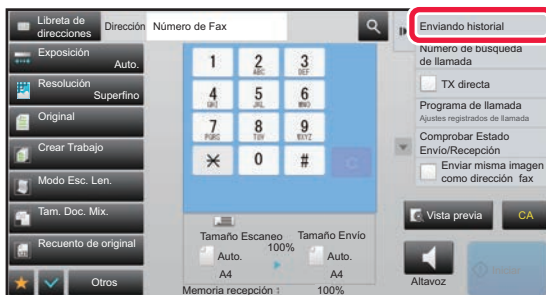 Libreta de
direcciones
Dirección
Número de Fax
Exposición
Auto.
Resolución
Superfino
Original
Crear Trabajo
Modo Esc. Len.
Tam. Doc. Mix.
Recuento de original
Otros
1
2
ABC
3
DEF
4
GHI
5
JKL
6
MNO
7
PQRS
8
TUV
9
WXYZ
0
#
C
Tamaño Escaneo
Tamaño Envío
100%
Auto.
Auto.
A4
A4
Memoria recepción
100%
Enviando historial
Número de búsqueda
de llamada
TX directa
Programa de llamada
Ajustes registrados de llamada
Comprobar Estado
Envío/Recepción
Enviar misma imagen
como dirección fax
Vista previa
CA
Altavoz